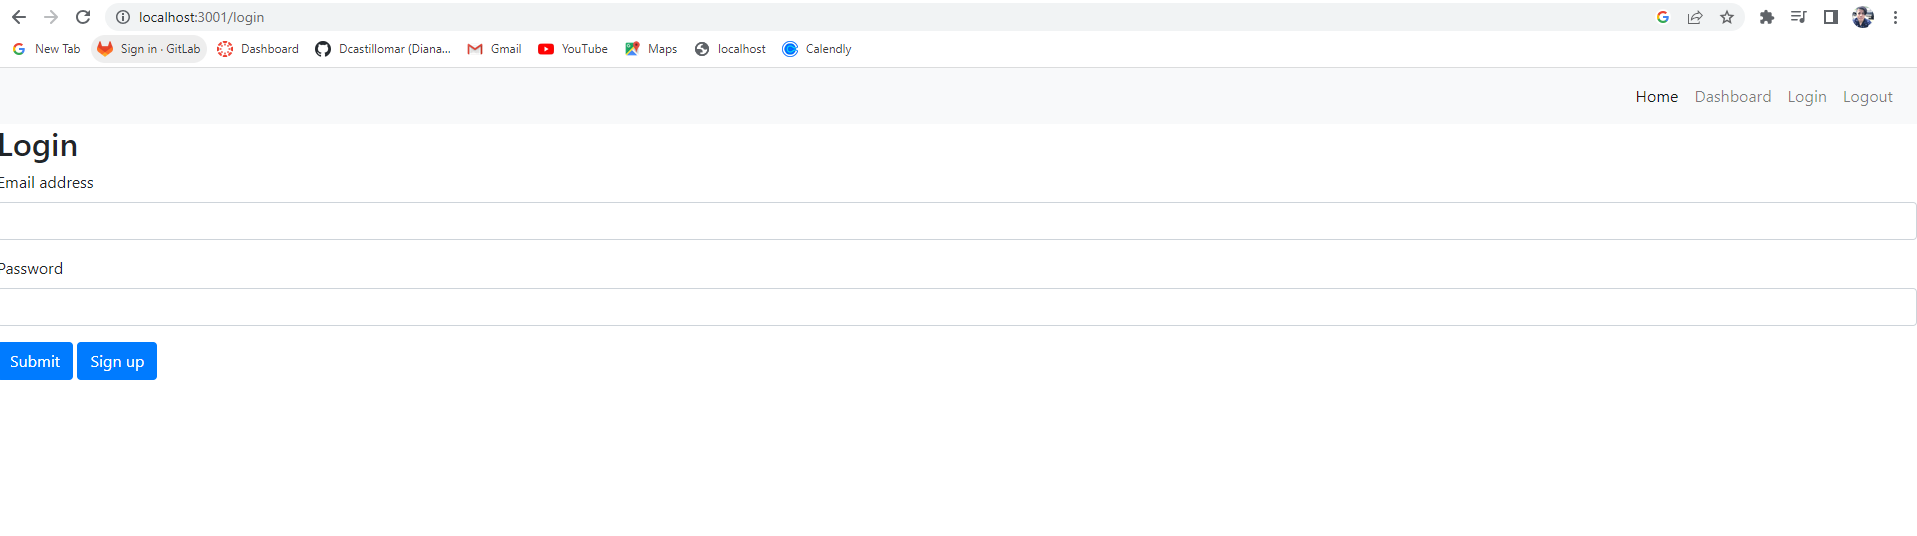 localhost:3001/login
New Tab Sign in · GitLab Dashboard Dcastillomar (Diana... Gmail YouTube Maps localhost Calendly
Home Dashboard Login Logout
Login
Email address
Password
Submit Sign up